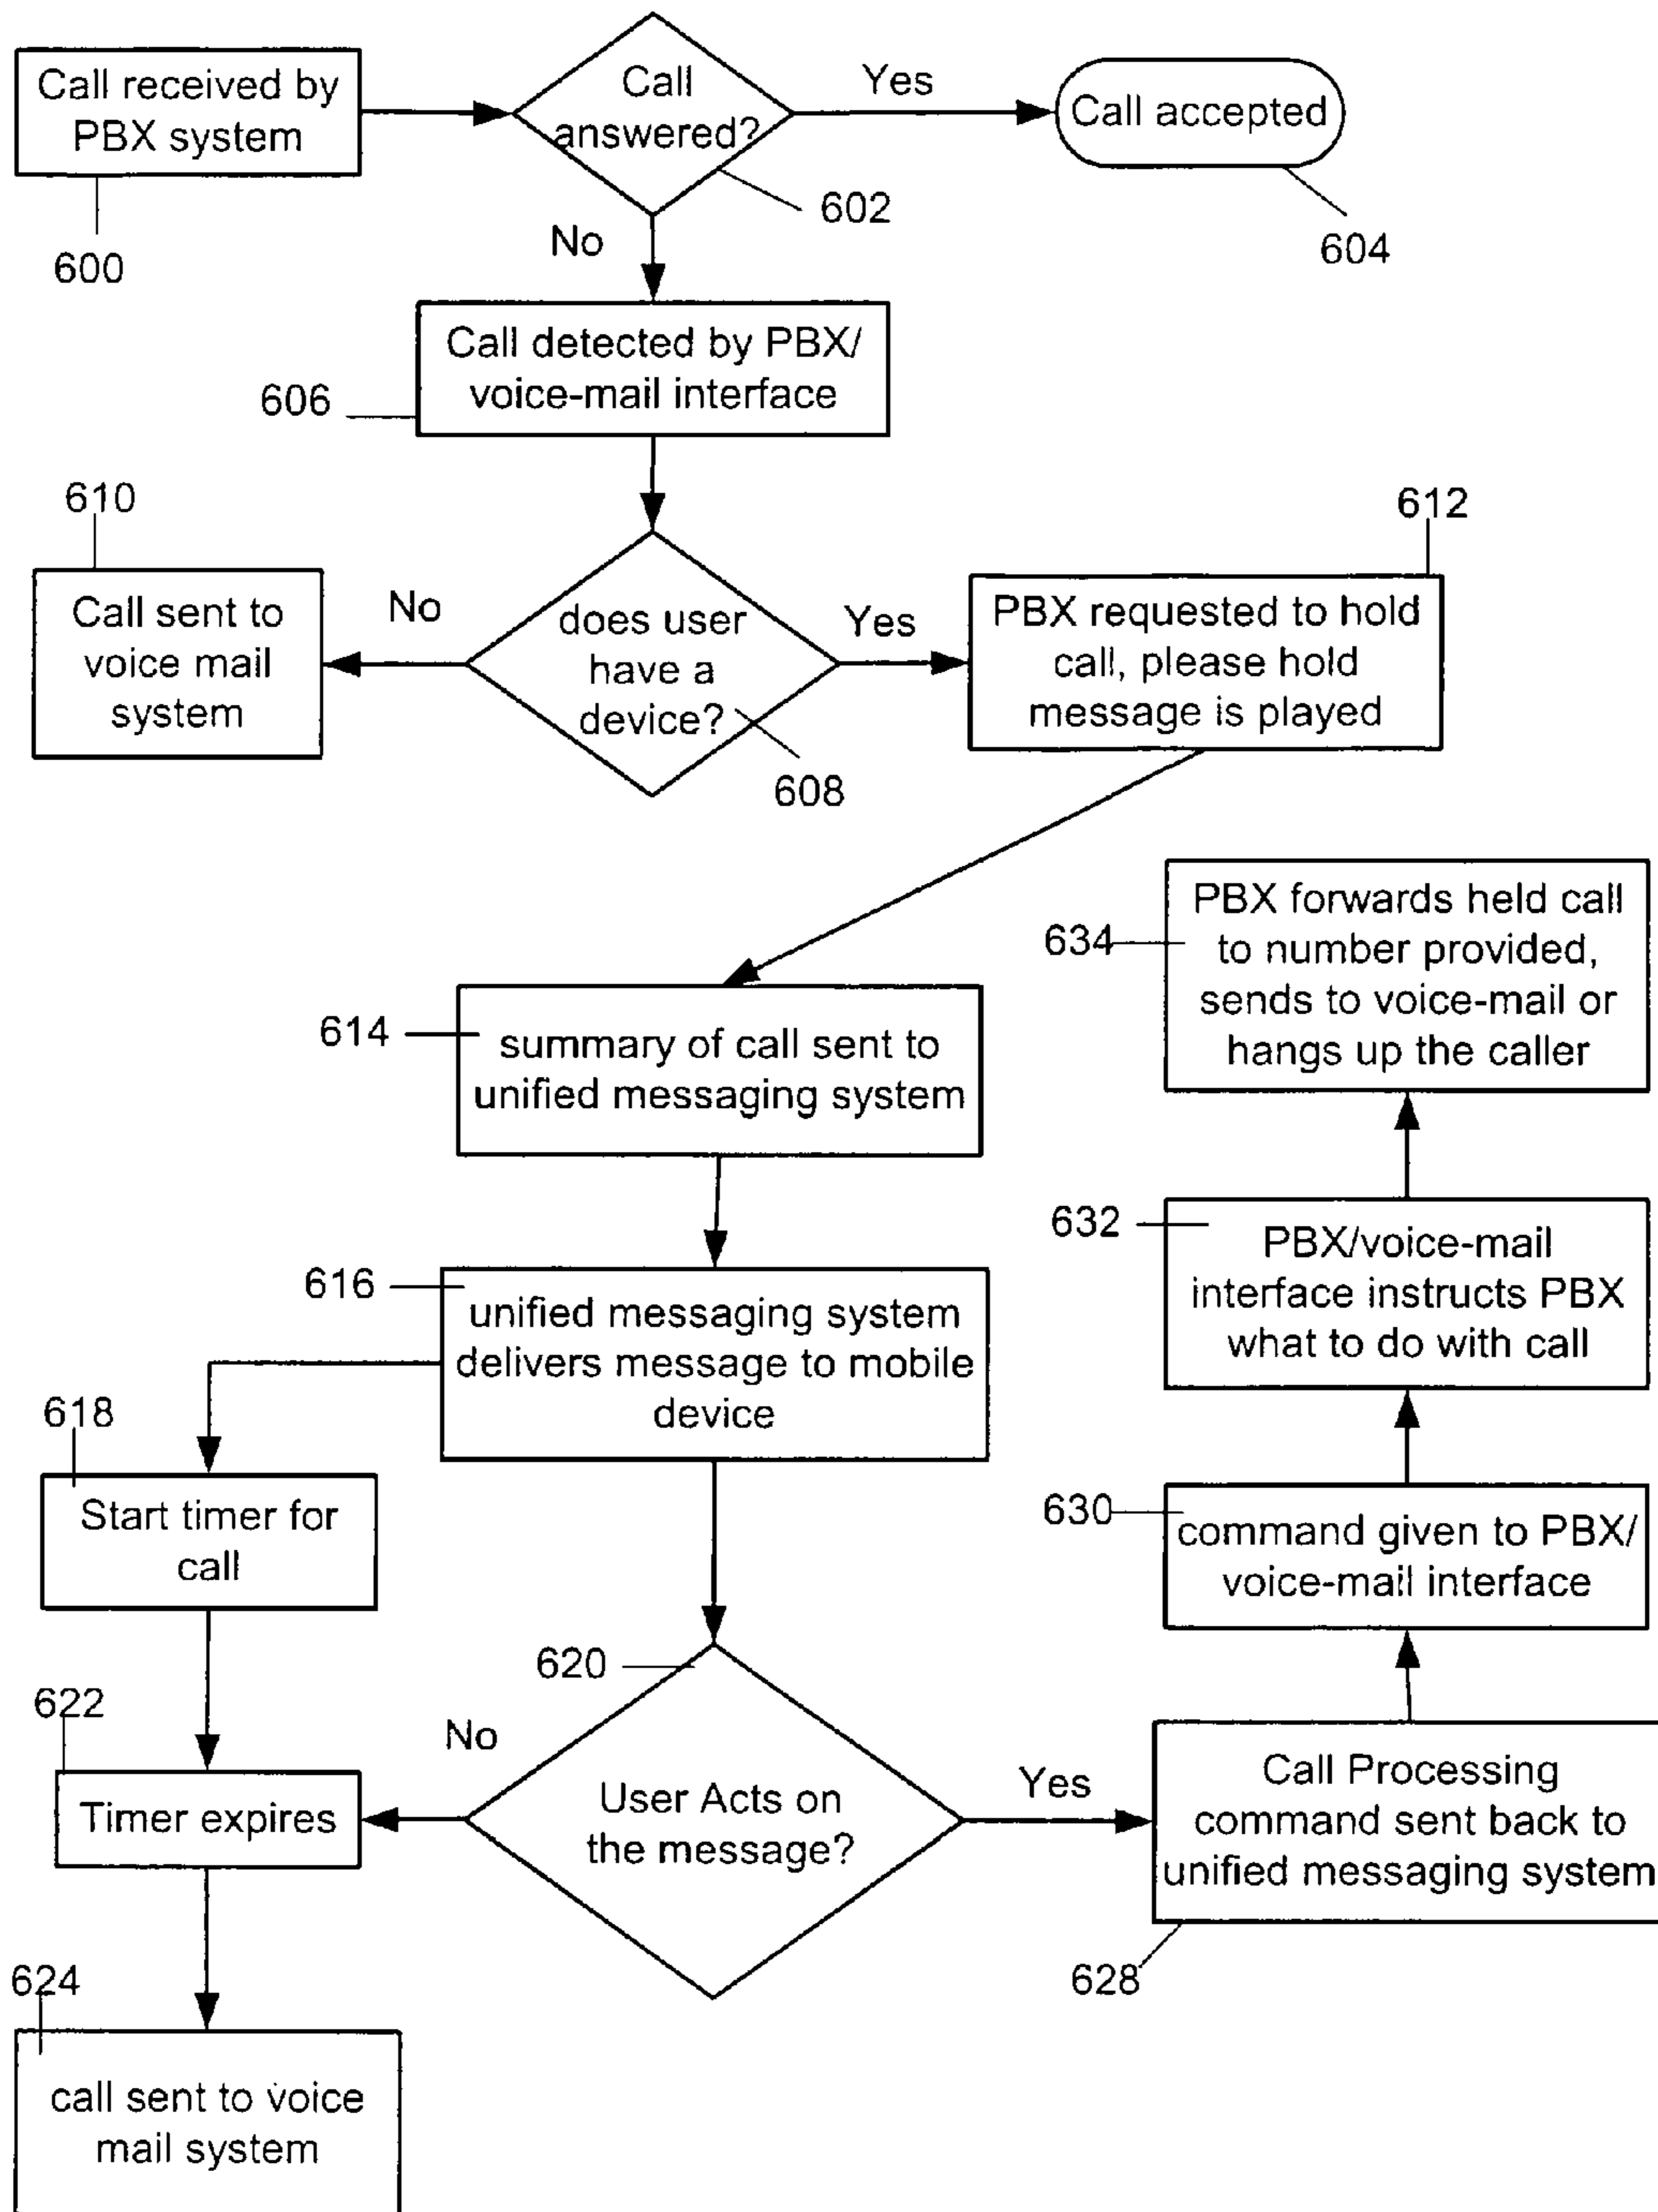 Call received by
PBX system
600
Call
answered?
602
Yes
Call accepted
604
No
Call detected by PBX/
voice-mail interface
606
does user
have a
device?
608
No
610
Call sent to
voice mail
system
Yes
612
PBX requested to hold
call, please hold
message is played
614
summary of call sent to
unified messaging system
616
unified messaging system
delivers message to mobile
device
618
Start timer for
call
620
User Acts on
the message?
No
622
Timer expires
624
call sent to voice
mail system
Yes
Call Processing
command sent back to
unified messaging system
628
630
command given to PBX/
voice-mail interface
632
PBX/voice-mail
interface instructs PBX
what to do with call
634
PBX forwards held call
to number provided,
sends to voice-mail or
hangs up the caller